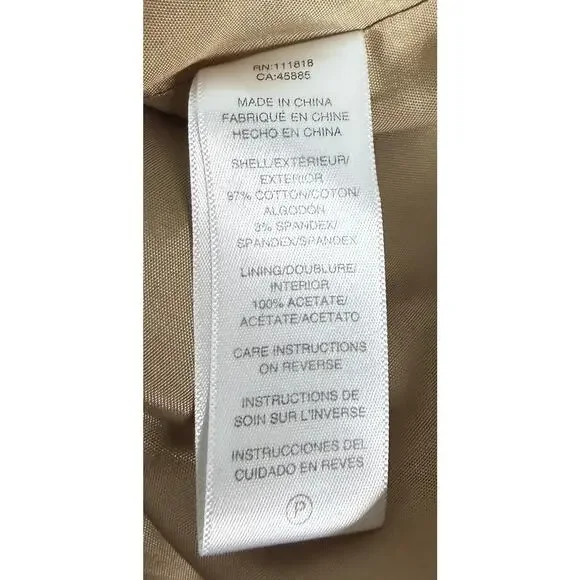 RN:111818
CA:45885
MADE IN CHINA
FABRIQUÉ EN CHINE
HECHO EN CHINA
SHELL/EXTÉRIEUR/
EXTERIOR
97% COTTON/COTON/
ALGODÓN
3% SPANDEX/
SPANDEX/SPANDEX
LINING/DOUBLURE/
INTERIOR
100% ACETATE/
ACÉTATE/ACETATO
CARE INSTRUCTIONS
ON REVERSE
INSTRUCTIONS DE
SOIN SUR L'INVERSE
INSTRUCCIONES DEL
CUIDADO EN REVÉS
P